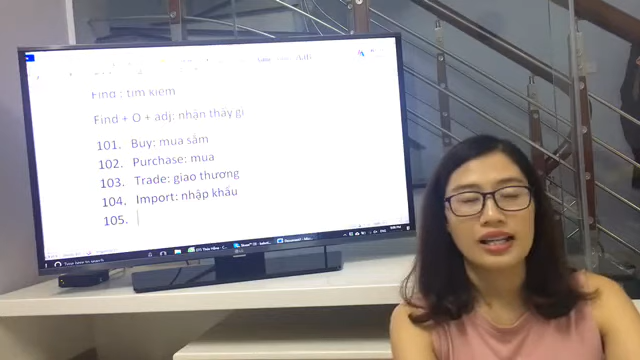 Find : tìm kiếm
Find + O + adj: nhận thấy gì
101. Buy: mua sắm
102. Purchase: mua
103. Trade: giao thương
104. Import: nhập khẩu
105.